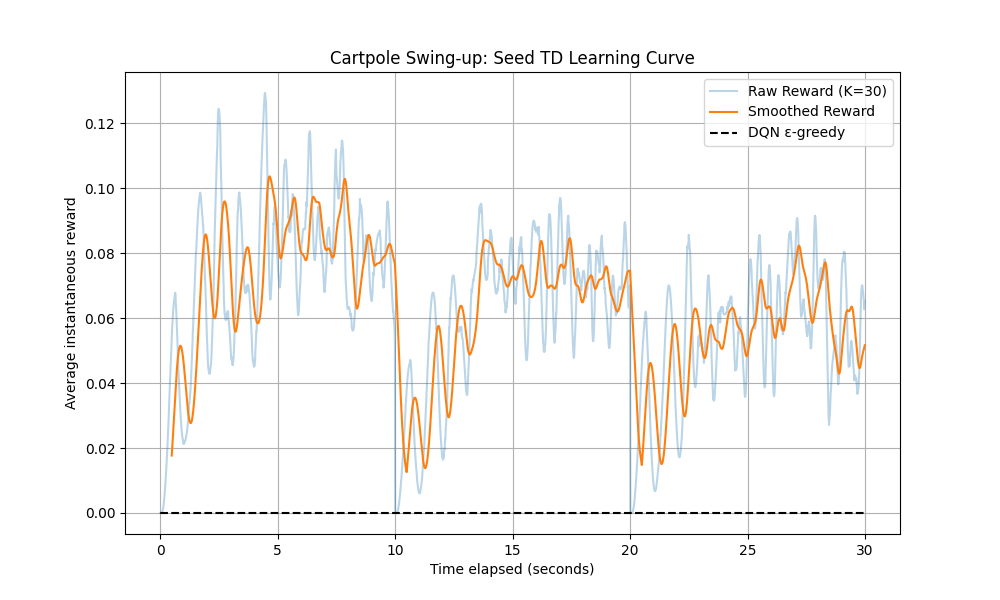 Cartpole Swing-up: Seed TD Learning Curve
Raw Reward (K=30)
Smoothed Reward
DQN ε-greedy
Average instantaneous reward
0.12
0.10
0.08
0.06
0.04
0.02
0.00
0 5 10 15 20 25 30
Time elapsed (seconds)